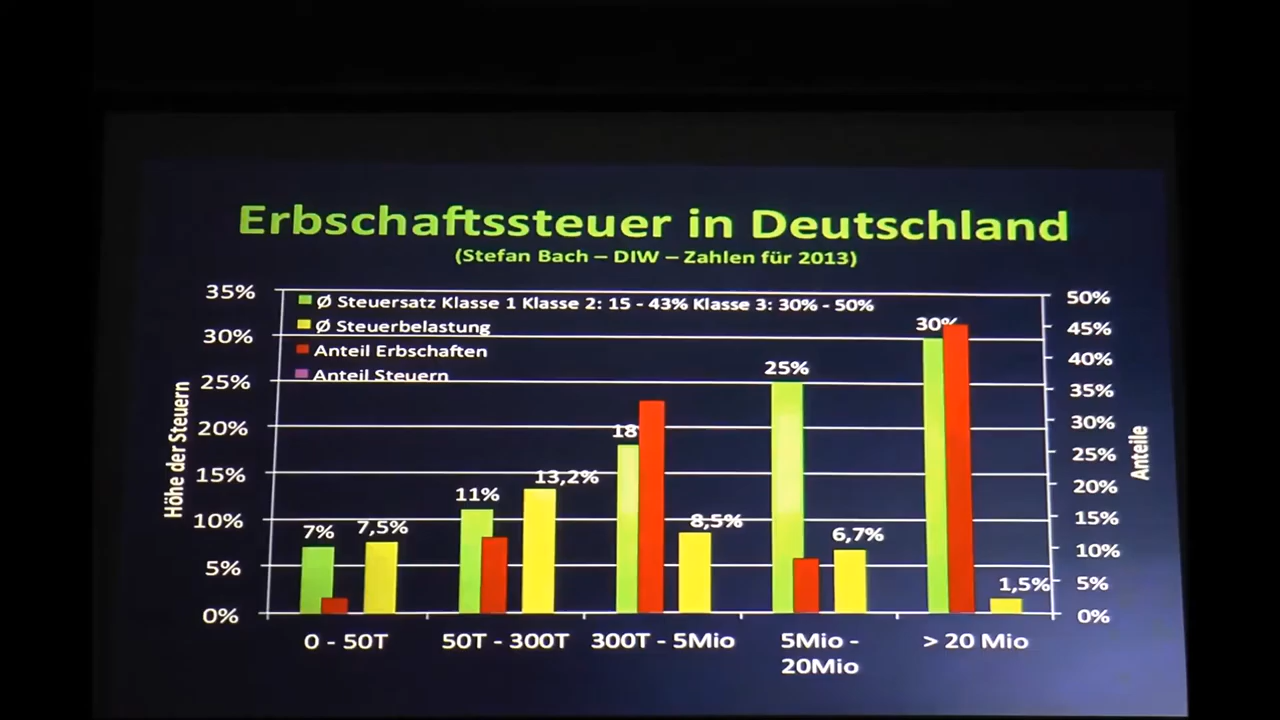 Erbschaftssteuer in Deutschland
(Stefan Bach – DIW – Zahlen für 2013)
Ø Steuersatz Klasse 1 Klasse 2: 15 - 43% Klasse 3: 30% - 50%
Ø Steuerbelastung
Anteil Erbschaften
Anteil Steuern
Höhe der Steuern
35%
30%
25%
20%
15%
10%
5%
0%
7%
7,5%
11%
13,2%
18
8,5%
25%
6,7%
30%
1,5%
50%
45%
40%
35%
30%
25%
20%
15%
10%
5%
0%
Anteile
0 - 50T
50T - 300T
300T - 5Mio
5Mio -
20Mio
> 20 Mio